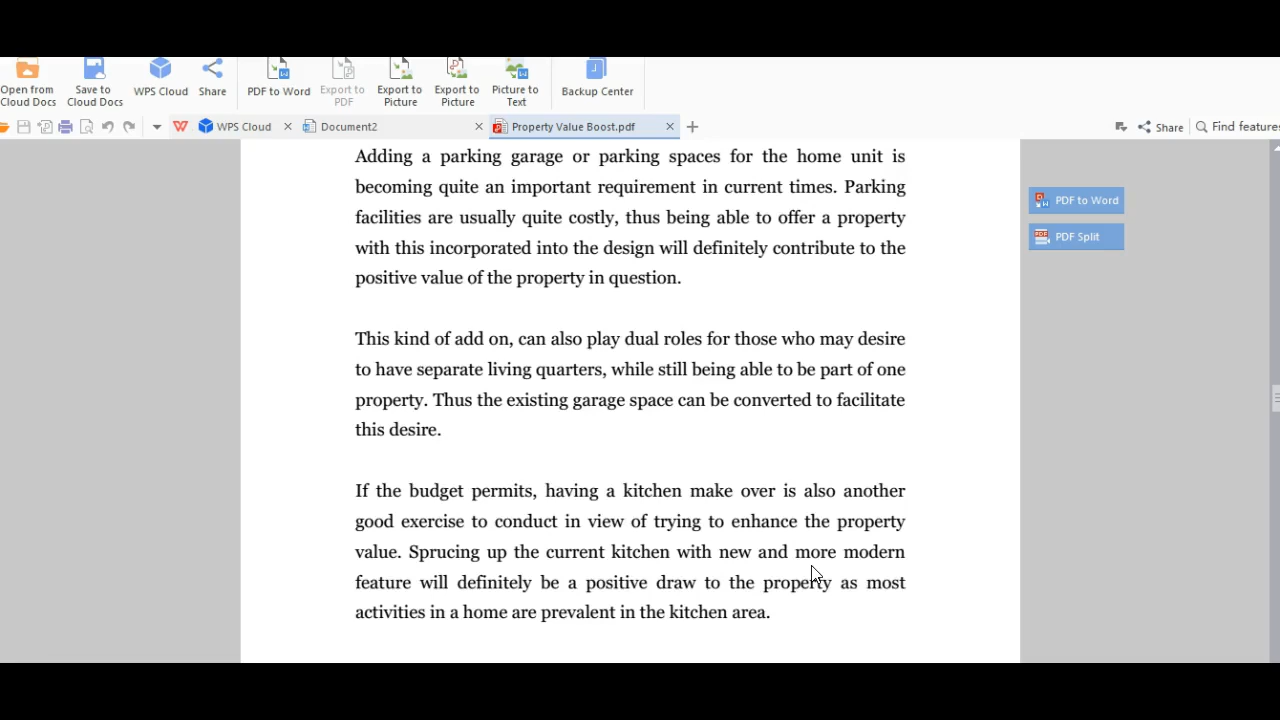 Open from Cloud Docs
Save to Cloud Docs
WPS Cloud
Share
PDF to Word
Export to PDF
Export to Picture
Export to Picture
Picture to Text
Backup Center
WPS Cloud
Document2
Property Value Boost.pdf
Share
Find features
Adding a parking garage or parking spaces for the home unit is
becoming quite an important requirement in current times. Parking
facilities are usually quite costly, thus being able to offer a property
with this incorporated into the design will definitely contribute to the
positive value of the property in question.
This kind of add on, can also play dual roles for those who may desire
to have separate living quarters, while still being able to be part of one
property. Thus the existing garage space can be converted to facilitate
this desire.
If the budget permits, having a kitchen make over is also another
good exercise to conduct in view of trying to enhance the property
value. Sprucing up the current kitchen with new and more modern
feature will definitely be a positive draw to the property as most
activities in a home are prevalent in the kitchen area.
PDF to Word
PDF Split